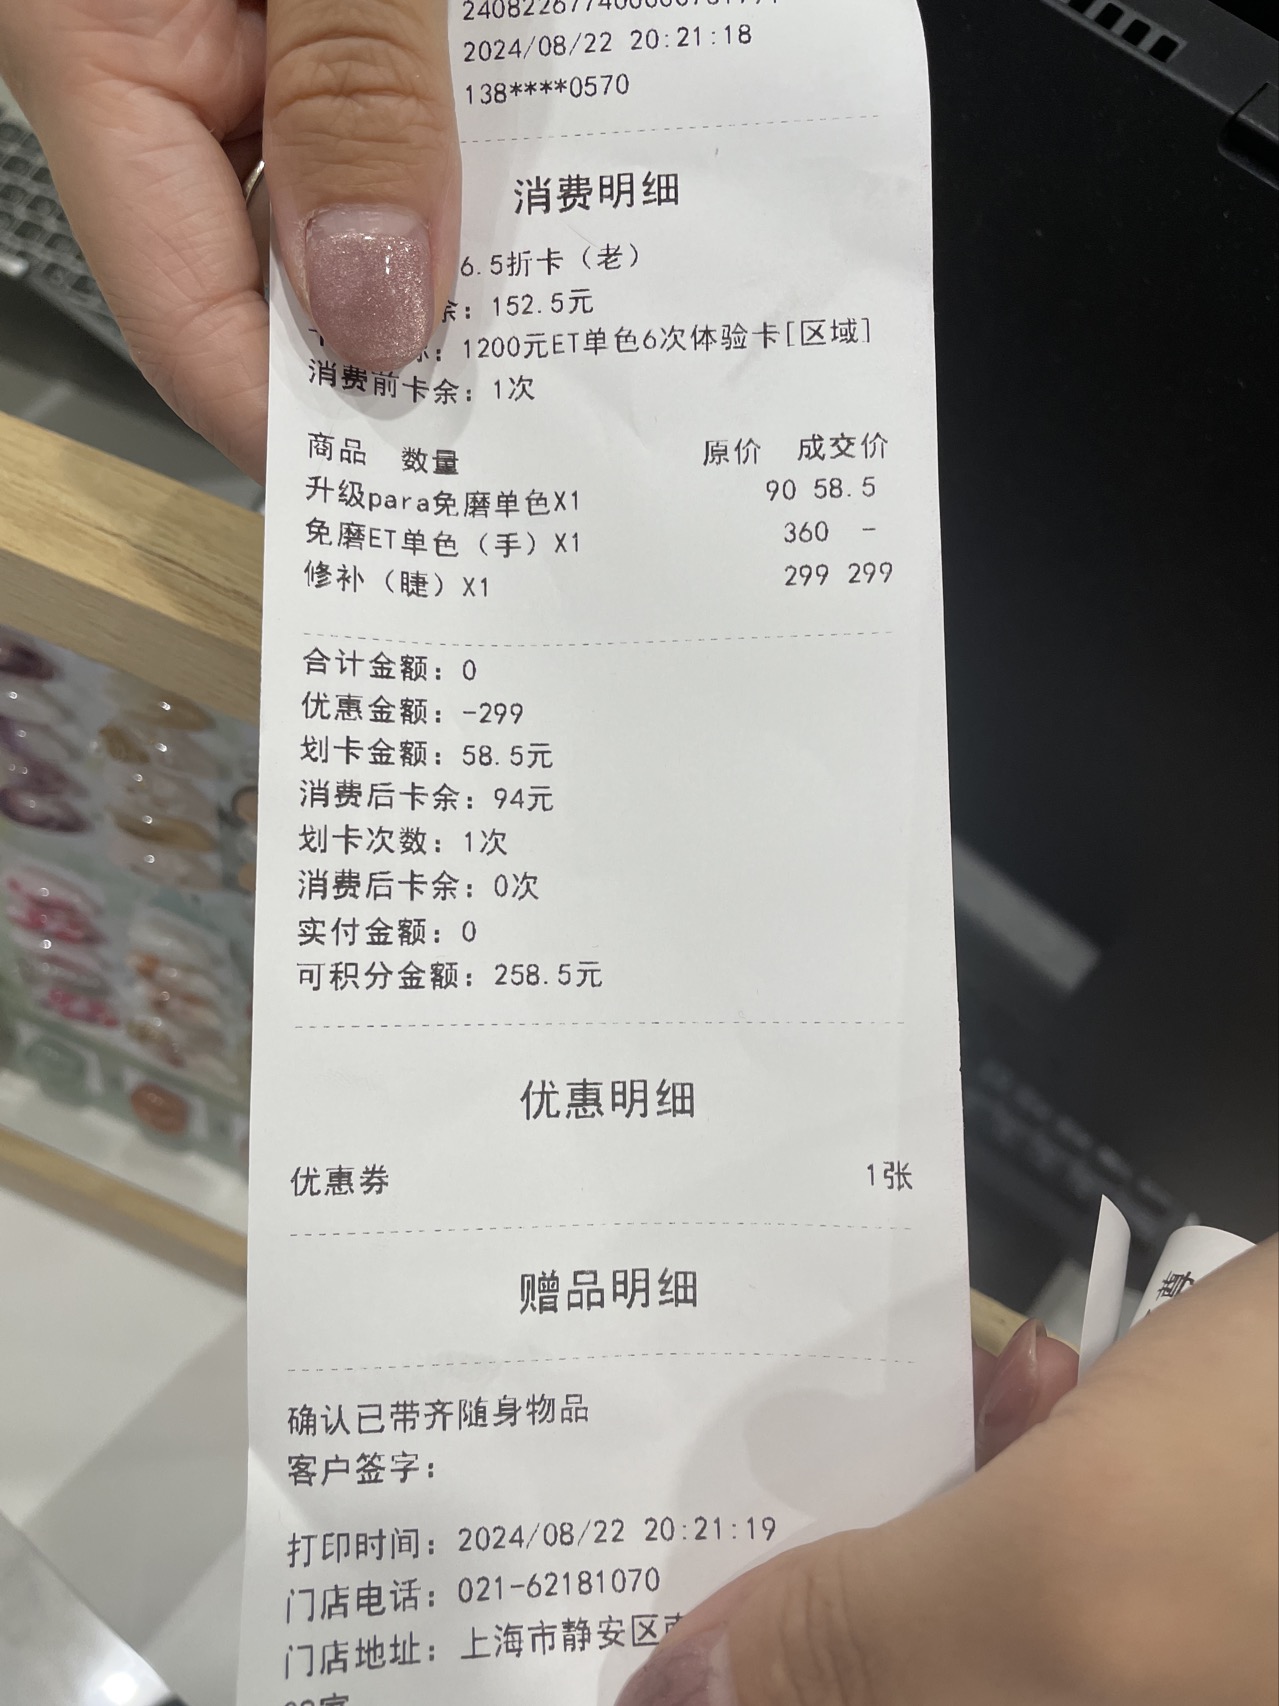 2024/08/22 20:21:18
138****0570
消费明细
6.5折卡（老）
余：152.5元
：1200元ET单色6次体验卡[区域]
消费前卡余：1次
商品 数量 原价 成交价
升级para免磨单色X1 90 58.5
免磨ET单色（手）X1 360 -
修补（睫）X1 299 299
合计金额：0
优惠金额：-299
划卡金额：58.5元
消费后卡余：94元
划卡次数：1次
消费后卡余：0次
实付金额：0
可积分金额：258.5元
优惠明细
优惠券 1张
赠品明细
确认已带齐随身物品
客户签字：
打印时间：2024/08/22 20:21:19
门店电话：021-62181070
门店地址：上海市静安区